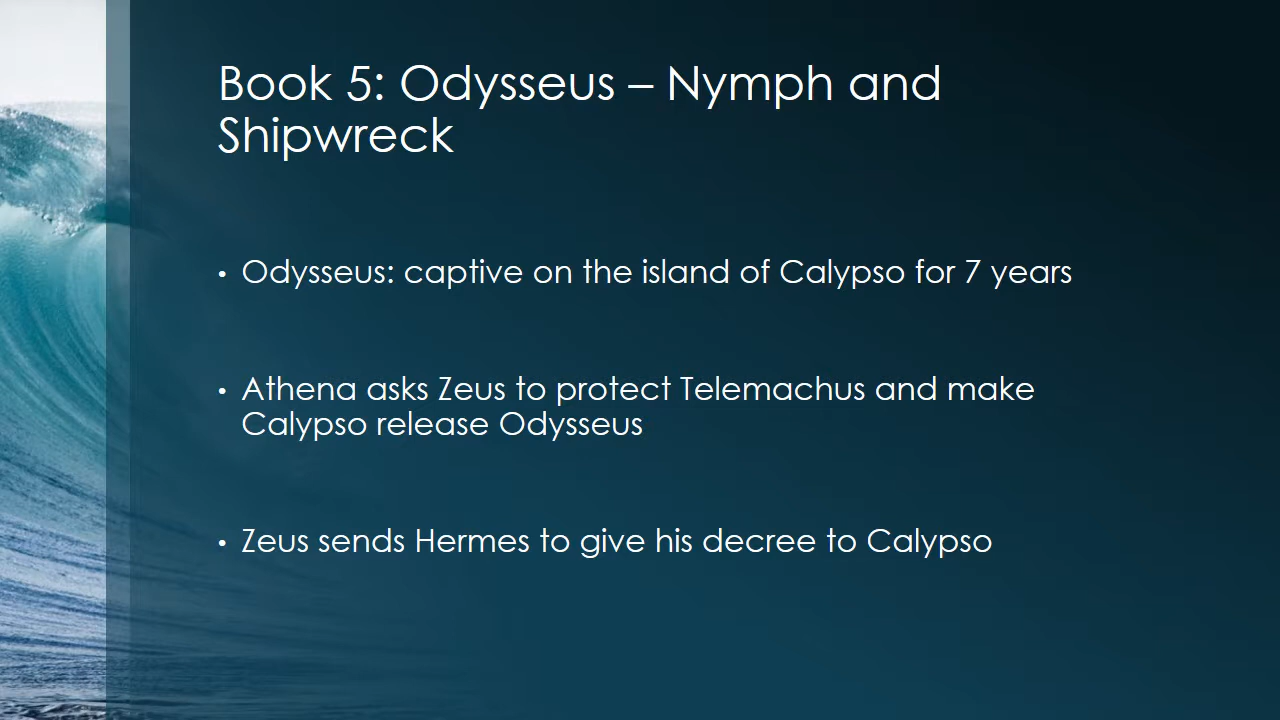 Book 5: Odysseus – Nymph and
Shipwreck
• Odysseus: captive on the island of Calypso for 7 years
• Athena asks Zeus to protect Telemachus and make
Calypso release Odysseus
• Zeus sends Hermes to give his decree to Calypso